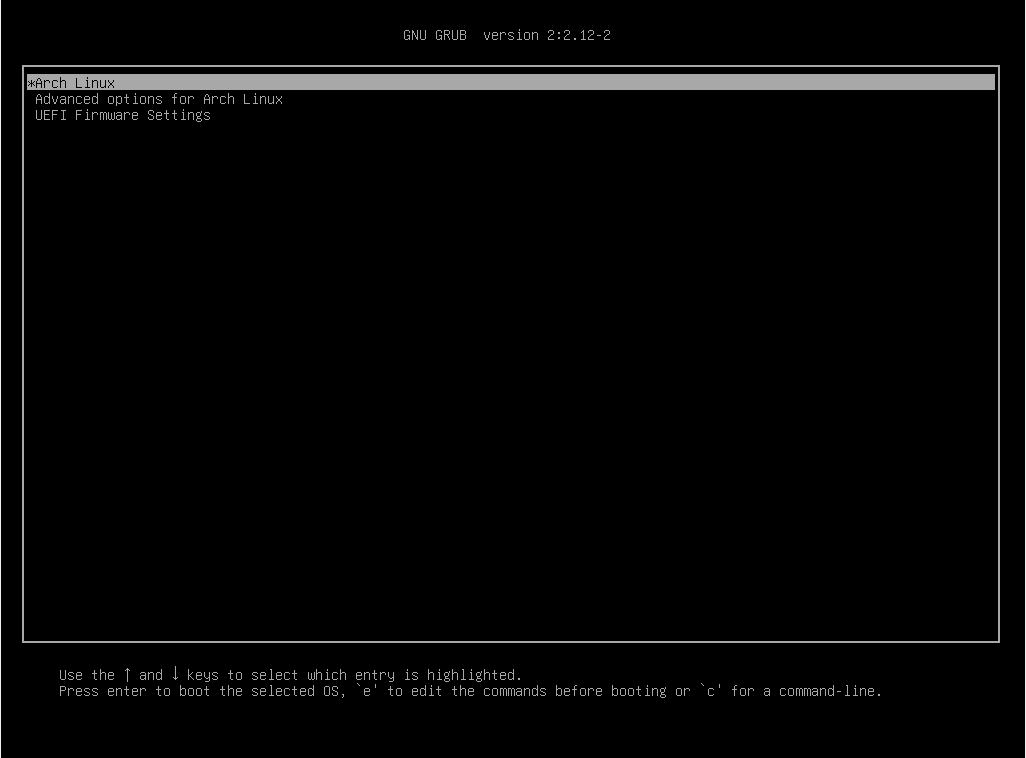 GNU GRUB  version 2:2.12-2
*Arch Linux
Advanced options for Arch Linux
UEFI Firmware Settings
Use the ↑ and ↓ keys to select which entry is highlighted.
Press enter to boot the selected OS, `e' to edit the commands before booting or `c' for a command-line.